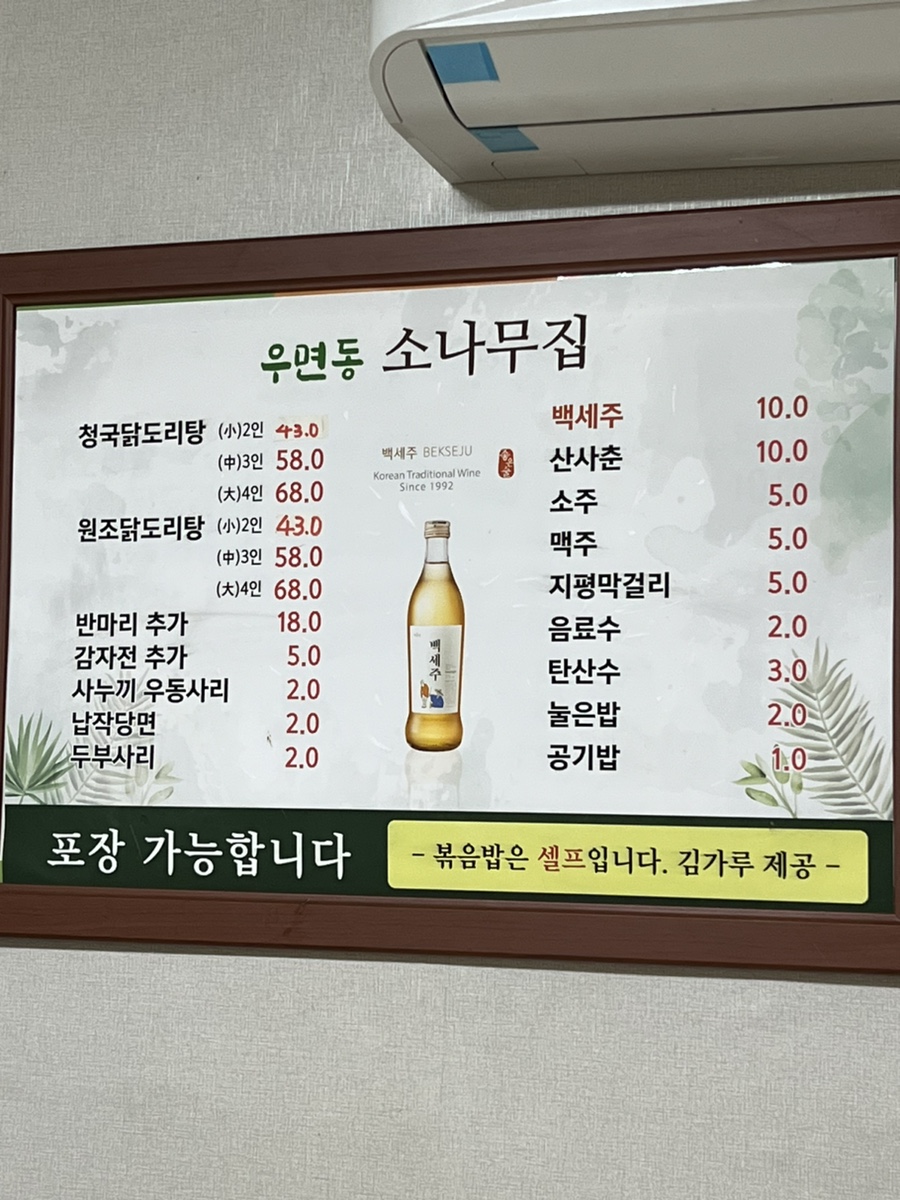 우면동 소나무집
청국닭도리탕 (小)2인 43.0
(中)3인 58.0
(大)4인 68.0
원조닭도리탕 (小)2인 43.0
(中)3인 58.0
(大)4인 68.0
반마리 추가 18.0
감자전 추가 5.0
사누끼 우동사리 2.0
납작당면 2.0
두부사리 2.0
백세주 BEKSEJU
Korean Traditional Wine
Since 1992
백세주
백세주 10.0
산사춘 10.0
소주 5.0
맥주 5.0
지평막걸리 5.0
음료수 2.0
탄산수 3.0
눌은밥 2.0
공기밥 1.0
포장 가능합니다
- 볶음밥은 셀프입니다. 김가루 제공 -